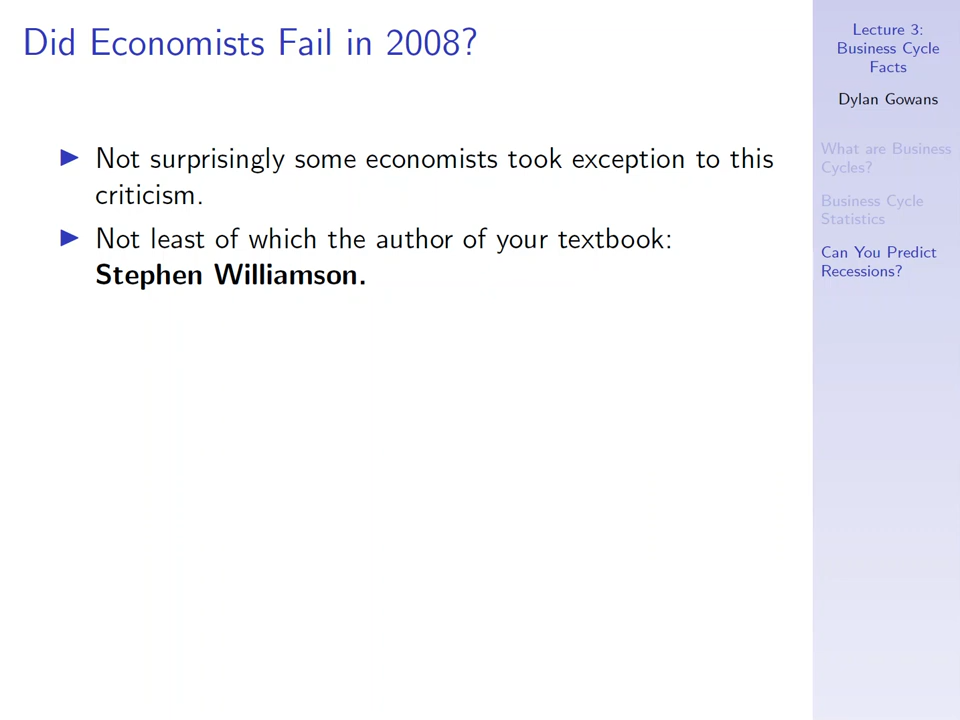 Did Economists Fail in 2008?
▶ Not surprisingly some economists took exception to this
criticism.
▶ Not least of which the author of your textbook:
Stephen Williamson.
Lecture 3:
Business Cycle
Facts
Dylan Gowans
What are Business
Cycles?
Business Cycle
Statistics
Can You Predict
Recessions?